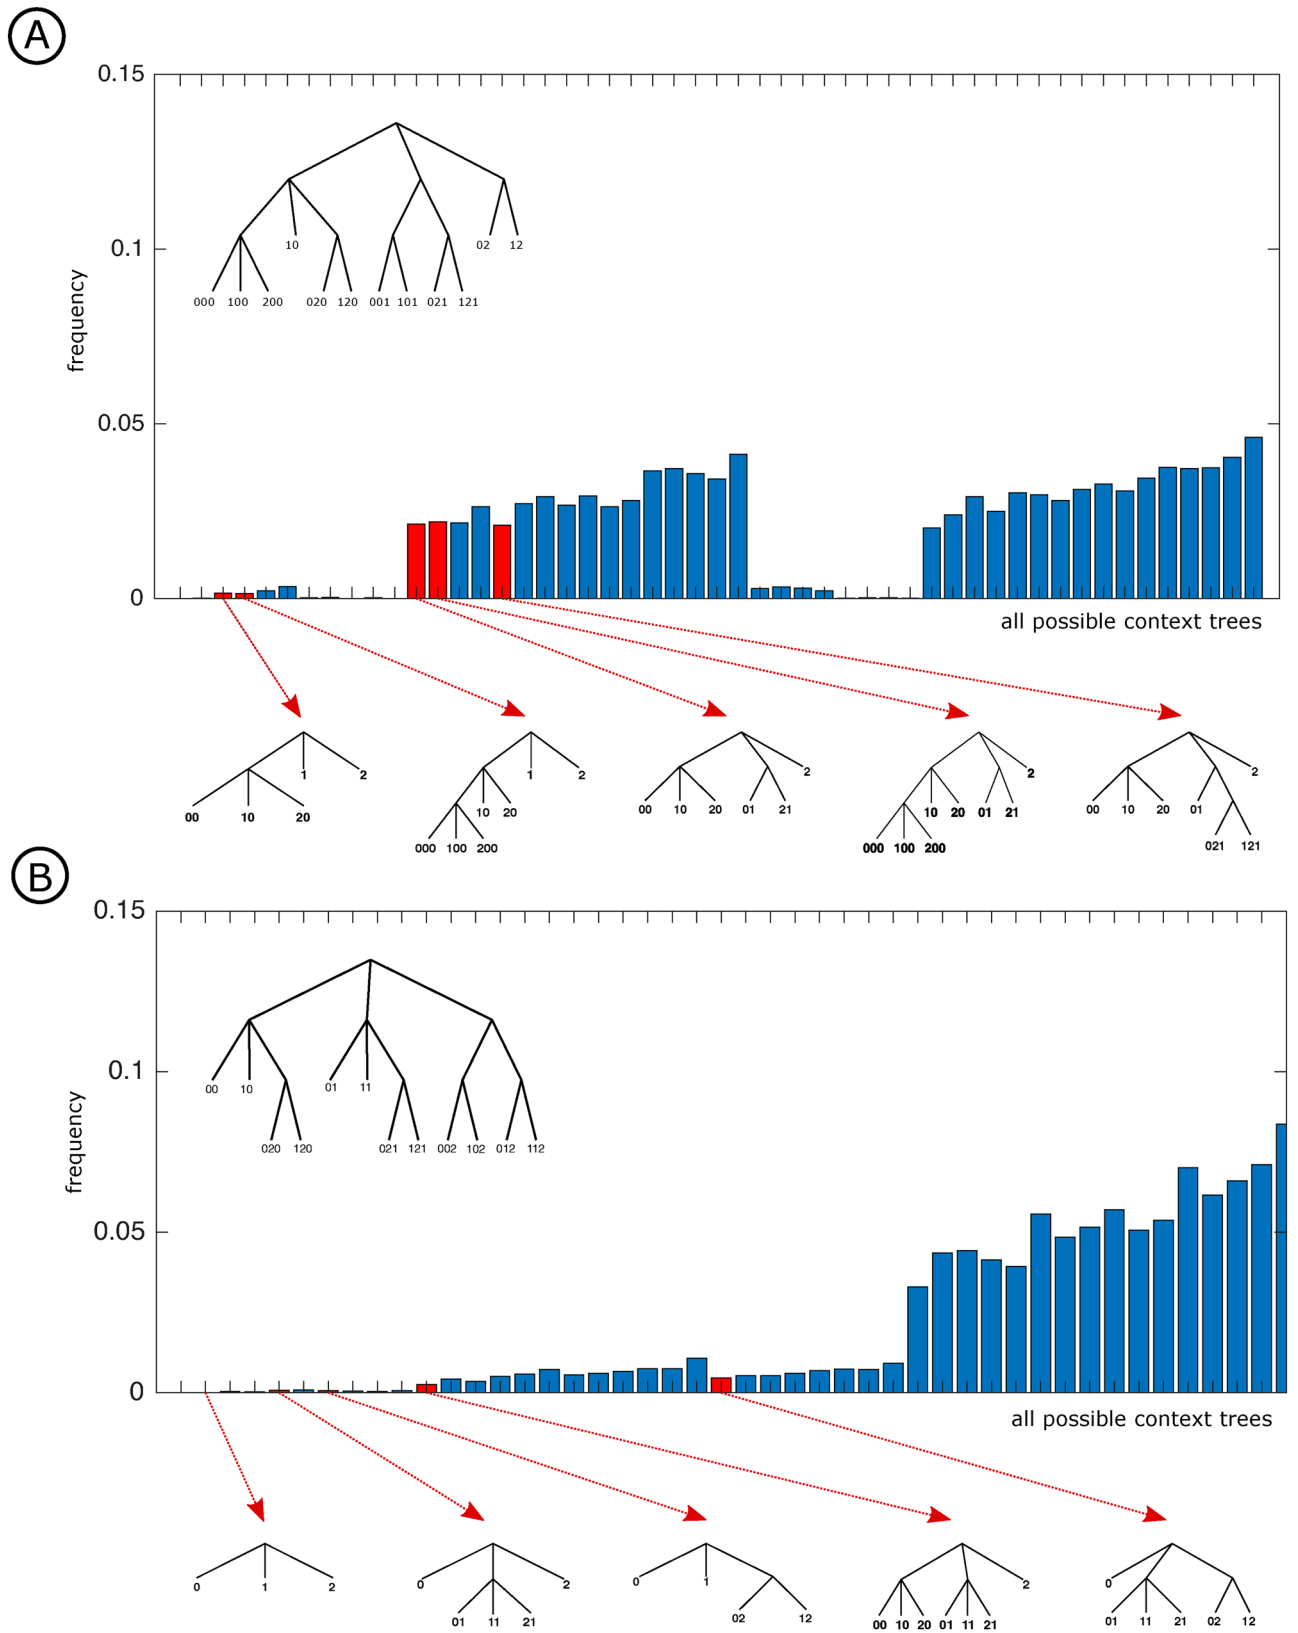 A
0.15
0.1
0.05
0
frequency
10 02 12
000 100 200 020 120 001 101 021 121
all possible context trees
1 2
00 10 20
1 2
10 20
000 100 200
2
00 10 20 01 21
2
10 20 01 21
000 100 200
2
00 10 20 01
021 121
B
0.15
0.1
0.05
0
frequency
00 10 01 11
020 120 021 121 002 102 012 112
all possible context trees
0 1 2
0 2
01 11 21
0 1
02 12
2
00 10 20 01 11 21
0
01 11 21 02 12